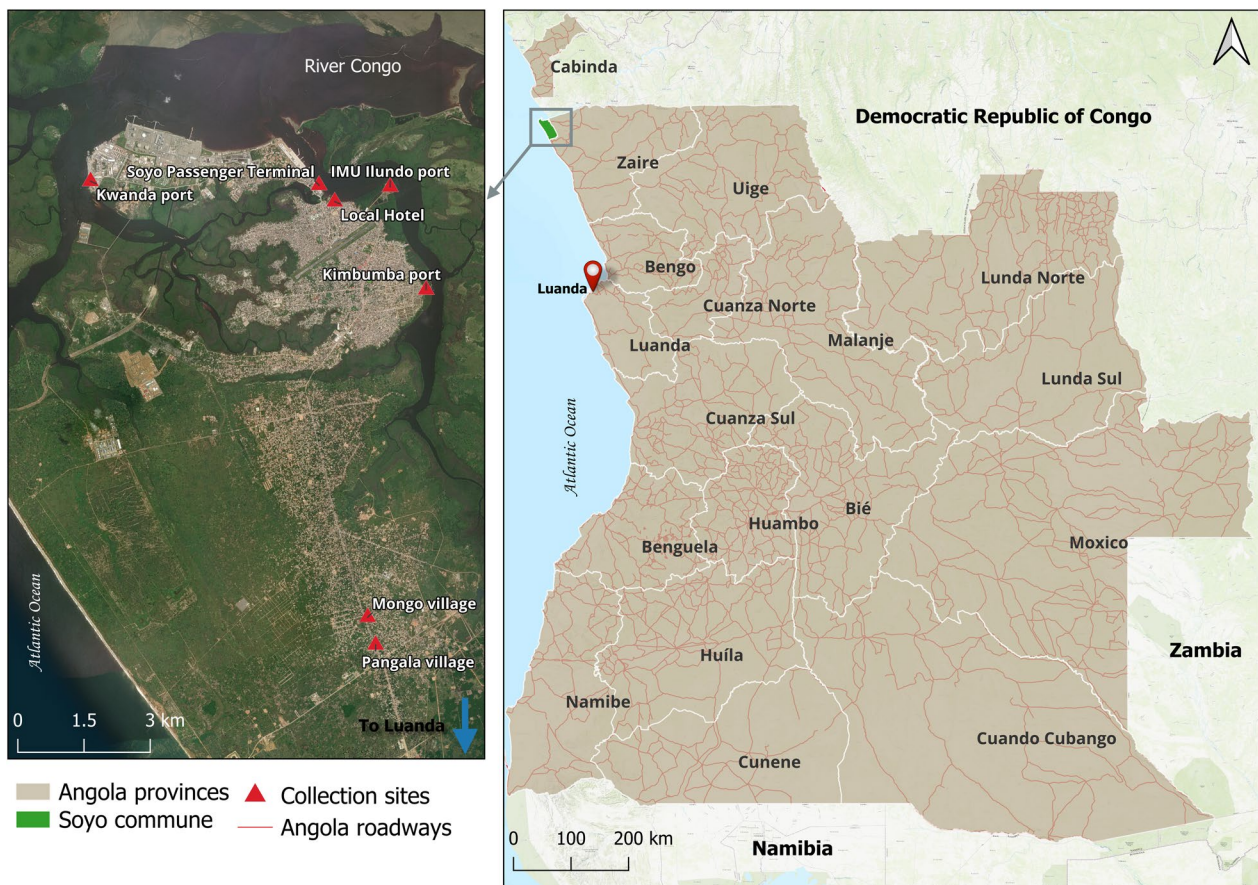 River Congo
Soyo Passenger Terminal
IMU Ilundo port
Kwanda port
Local Hotel
Kimbumba port
Mongo village
Pangala village
Atlantic Ocean
0 1.5 3 km
To Luanda
Angola provinces
Collection sites
Soyo commune
Angola roadways
Cabinda
Democratic Republic of Congo
Zaire
Uige
Bengo
Lunda Norte
Luanda
Cuanza Norte
Luanda
Malanje
Lunda Sul
Cuanza Sul
Atlantic Ocean
Bié
Huambo
Benguela
Moxico
Zambia
Huíla
Namibe
Cuando Cubango
Cunene
0 100 200 km
Namibia